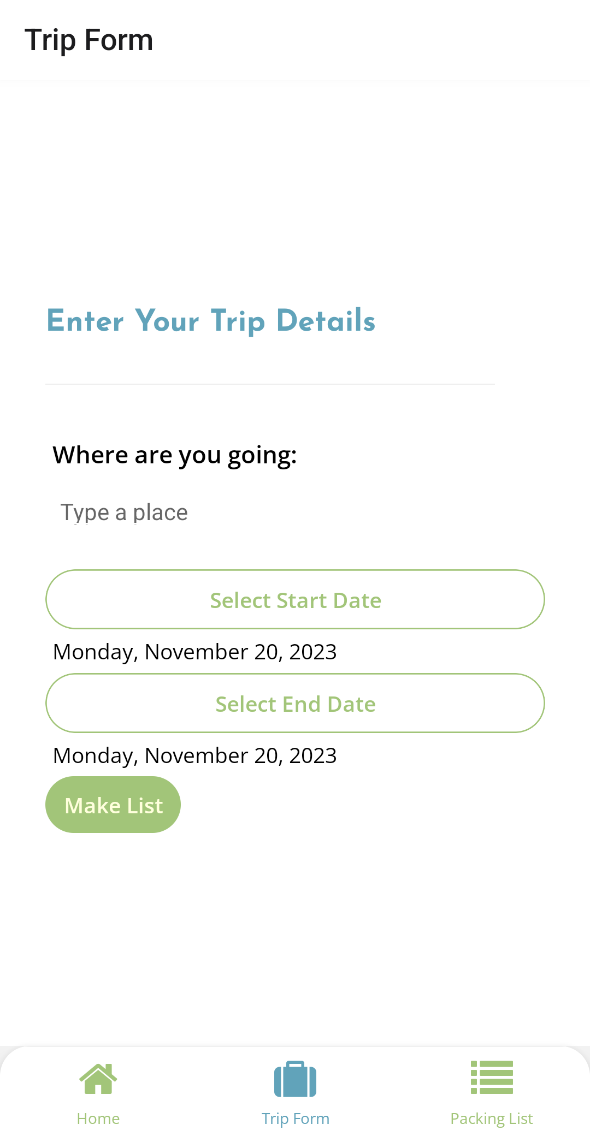 Trip Form
Enter Your Trip Details
Where are you going:
Type a place
Select Start Date
Monday, November 20, 2023
Select End Date
Monday, November 20, 2023
Make List
Home
Trip Form
Packing List